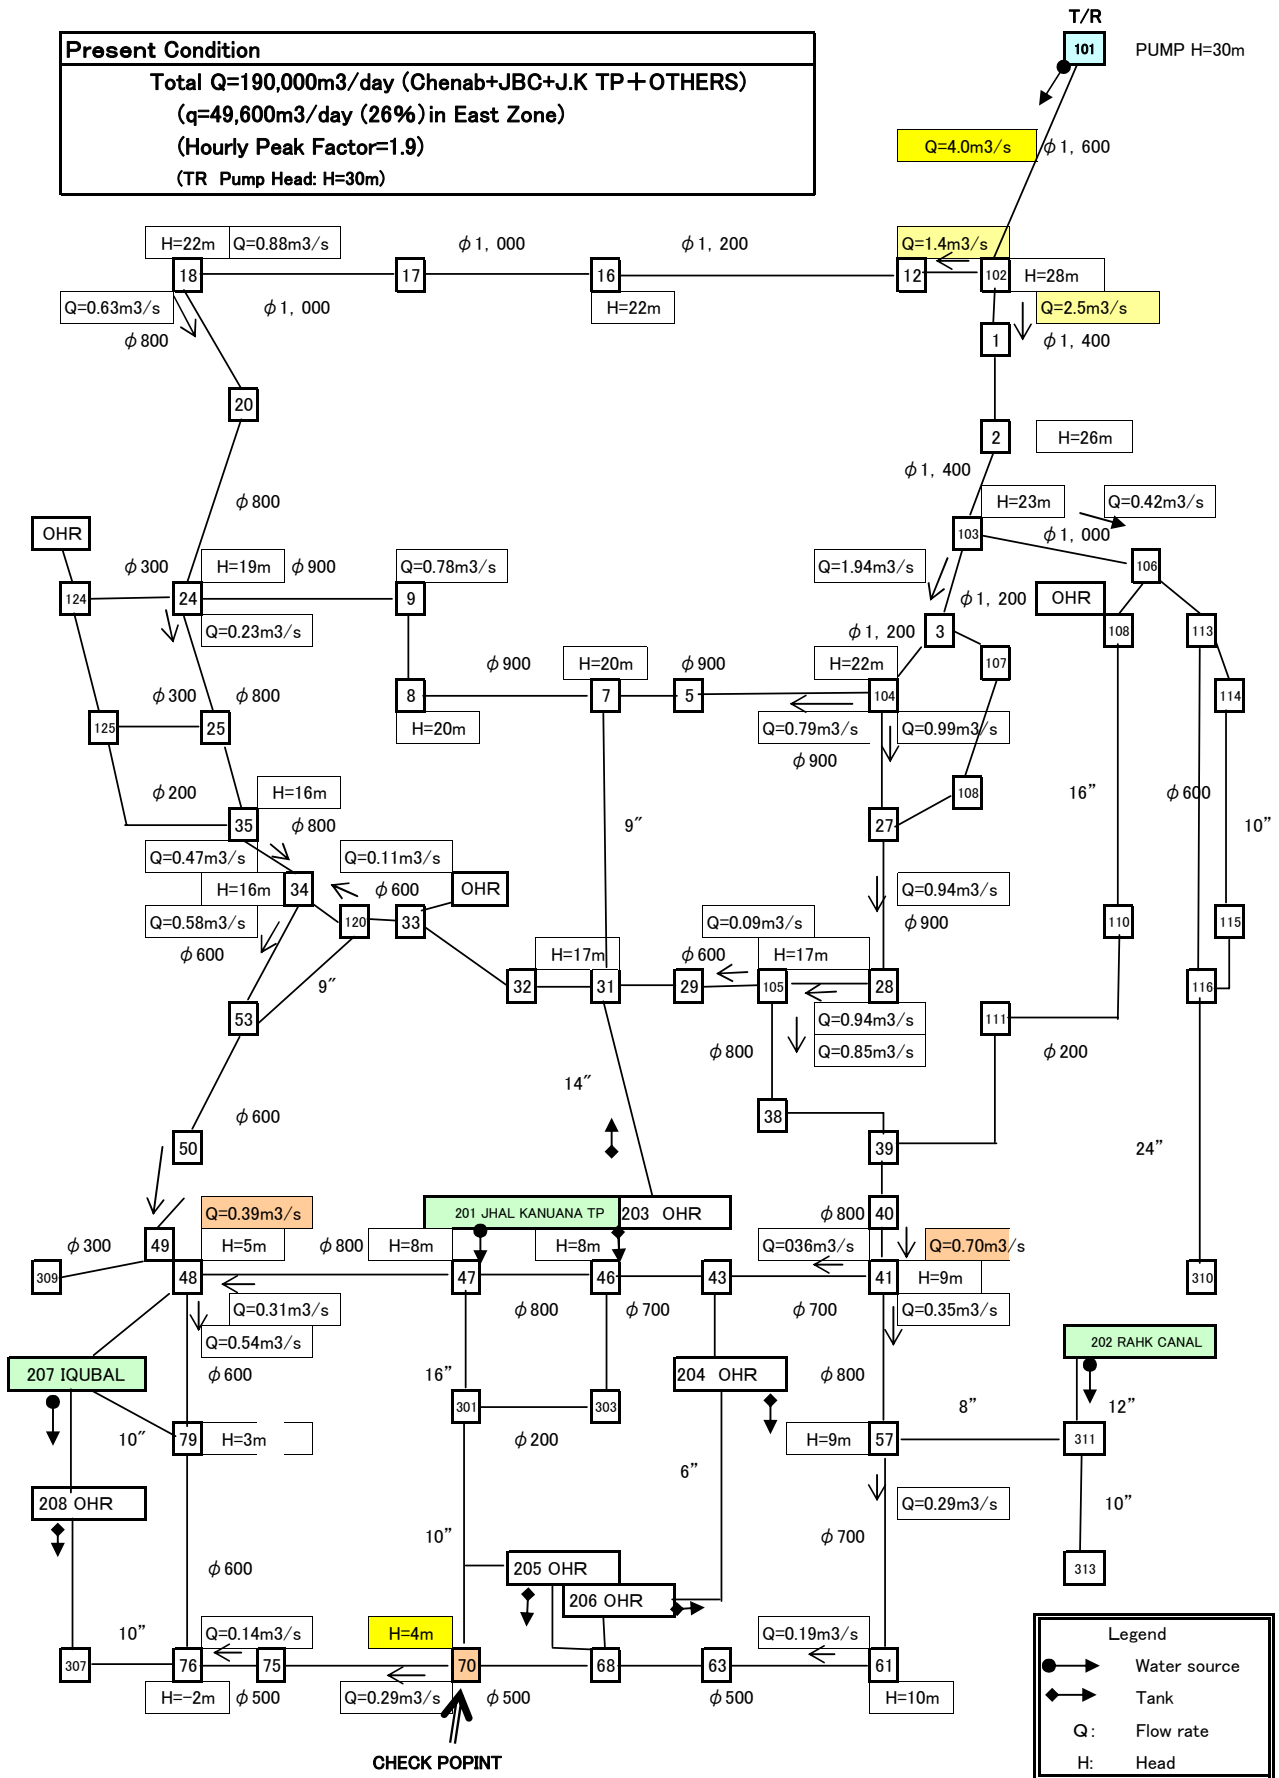 T/R
Present Condition
101
PUMP H=30m
Total Q=190,000m3/day (Chenab+JBC+J.K TP＋OTHERS)
(q=49,600m3/day (26%) in East Zone)
(Hourly Peak Factor=1.9)
(TR Pump Head: H=30m)
Q=4.0m3/s
φ1,600
H=22m
Q=0.88m3/s
φ1,000
φ1,200
Q=1.4m3/s
18
17
16
12
102
H=28m
Q=0.63m3/s
φ1,000
H=22m
Q=2.5m3/s
φ800
1
φ1,400
20
2
H=26m
φ1,400
φ800
H=23m
Q=0.42m3/s
OHR
103
φ1,000
φ300
H=19m
φ900
Q=0.78m3/s
Q=1.94m3/s
106
124
24
9
φ1,200
OHR
Q=0.23m3/s
φ1,200
3
108
113
φ900
H=20m
φ900
H=22m
107
φ300
φ800
8
7
5
104
114
125
25
H=20m
Q=0.79m3/s
Q=0.99m3/s
φ900
φ200
H=16m
108
16”
φ600
35
φ800
9”
27
10”
Q=0.47m3/s
Q=0.11m3/s
H=16m
34
φ600
OHR
Q=0.94m3/s
Q=0.58m3/s
120
33
Q=0.09m3/s
φ900
110
115
φ600
H=17m
φ600
H=17m
9”
32
31
29
105
28
116
53
Q=0.94m3/s
111
Q=0.85m3/s
φ800
φ200
14”
φ600
38
50
39
24”
Q=0.39m3/s
201 JHAL KANUANA TP
203 OHR
φ800
40
φ300
49
H=5m
φ800
H=8m
H=8m
Q=036m3/s
Q=0.70m3/s
309
48
47
46
43
41
H=9m
310
Q=0.31m3/s
φ800
φ700
φ700
Q=0.35m3/s
Q=0.54m3/s
202 RAHK CANAL
207 IQUBAL
φ600
16”
204 OHR
φ800
301
303
8”
12”
10”
79
H=3m
φ200
H=9m
57
311
6”
208 OHR
Q=0.29m3/s
10”
10”
φ700
φ600
205 OHR
313
206 OHR
10”
Q=0.14m3/s
H=4m
Q=0.19m3/s
Legend
307
76
75
70
68
63
61
Water source
H=-2m
φ500
Q=0.29m3/s
φ500
φ500
H=10m
Tank
Q: Flow rate
CHECK POPINT
H: Head